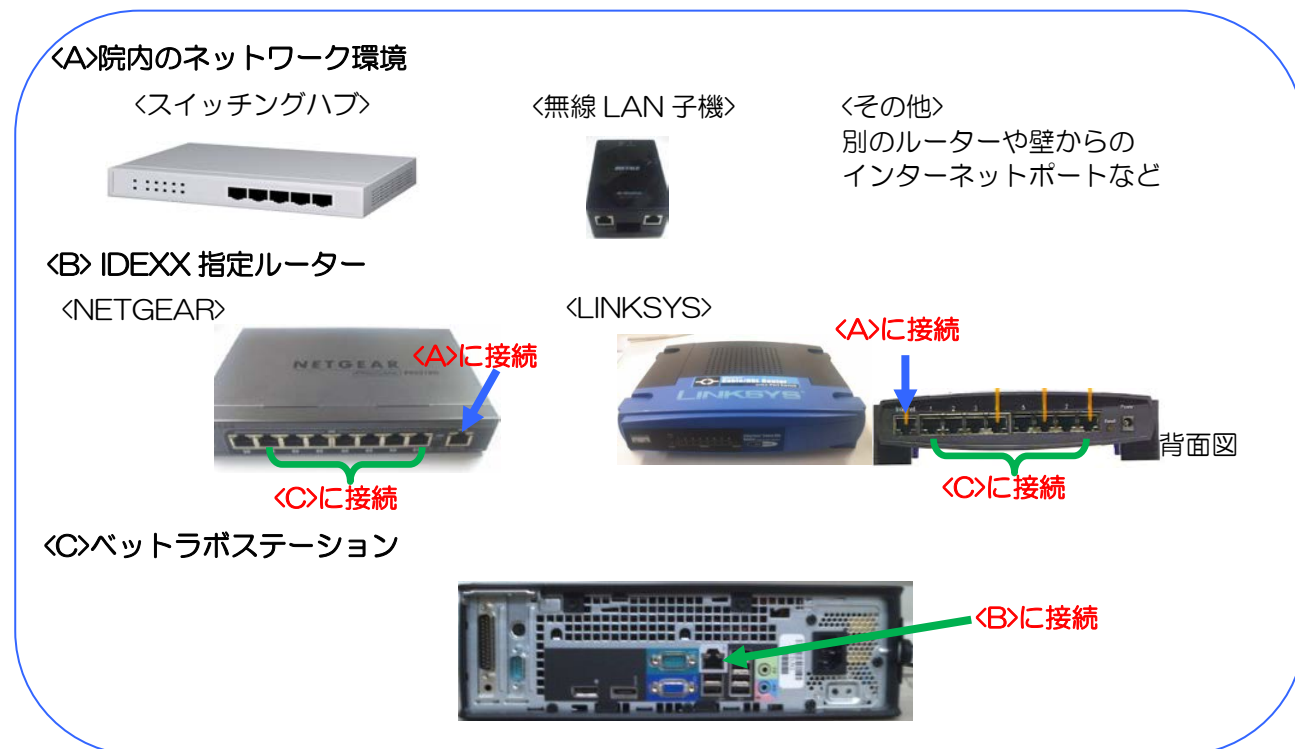 <A>院内のネットワーク環境
<スイッチングハブ>
<無線 LAN 子機>
<その他>
別のルーターや壁からの
インターネットポートなど
<B> IDEXX 指定ルーター
<NETGEAR>
<LINKSYS>
NETGEAR
<A>に接続
<C>に接続
LINKSYS
<A>に接続
1 2 3
<C>に接続
背面図
<C>ベットラボステーション
<B>に接続